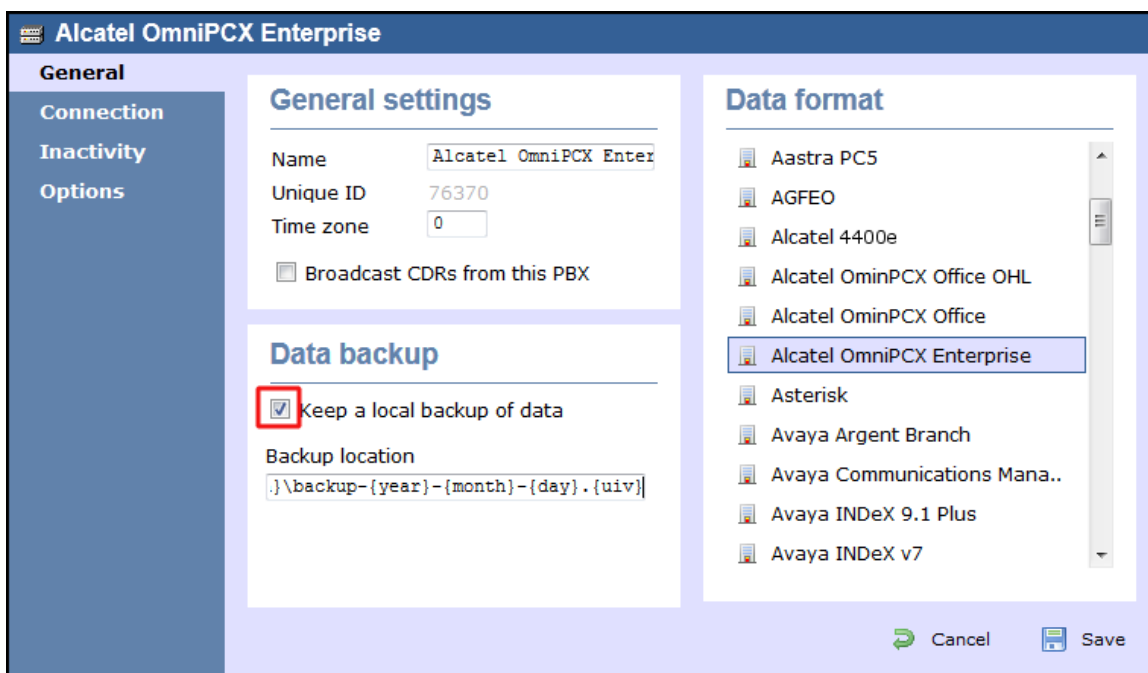 Alcatel OmniPCX Enterprise
General
Connection
Inactivity
Options
General settings
Name Alcatel OmniPCX Enter
Unique ID 76370
Time zone 0
Broadcast CDRs from this PBX
Data backup
Keep a local backup of data
Backup location
.}\backup-{year}-{month}-{day}.{uiv}
Data format
Aastra PC5
AGFEO
Alcatel 4400e
Alcatel OminPCX Office OHL
Alcatel OminPCX Office
Alcatel OmniPCX Enterprise
Asterisk
Avaya Argent Branch
Avaya Communications Mana..
Avaya INDeX 9.1 Plus
Avaya INDeX v7
Cancel Save